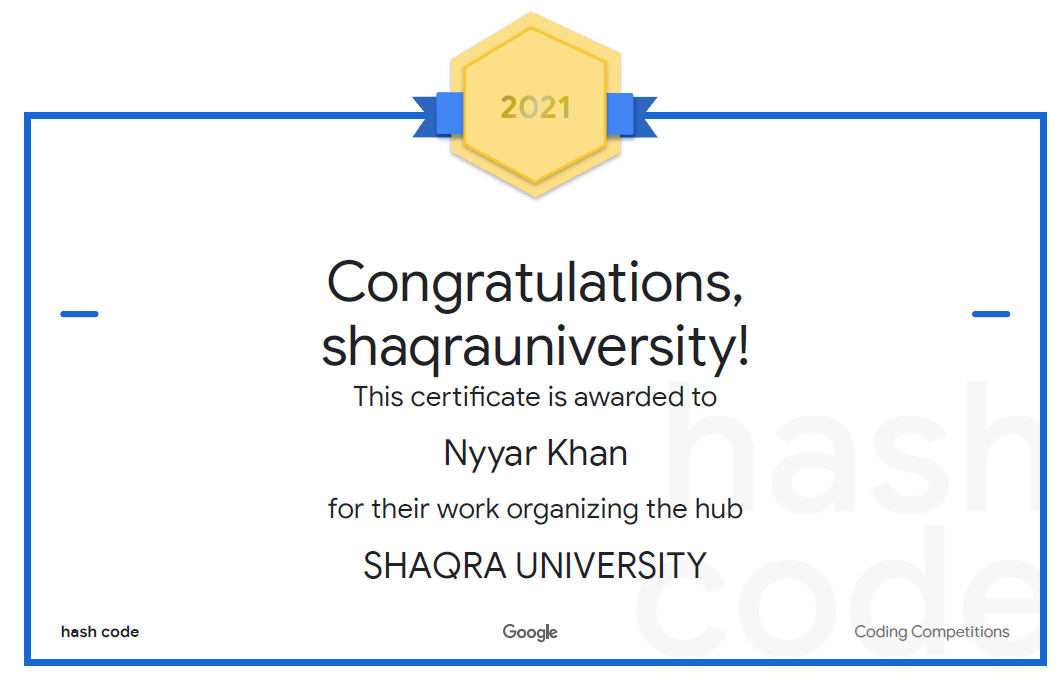 2021
Congratulations,
shaqrauniversity!
This certificate is awarded to
Nyyar Khan
for their work organizing the hub
SHAQRA UNIVERSITY
hash
code
hash code
Google
Coding Competitions